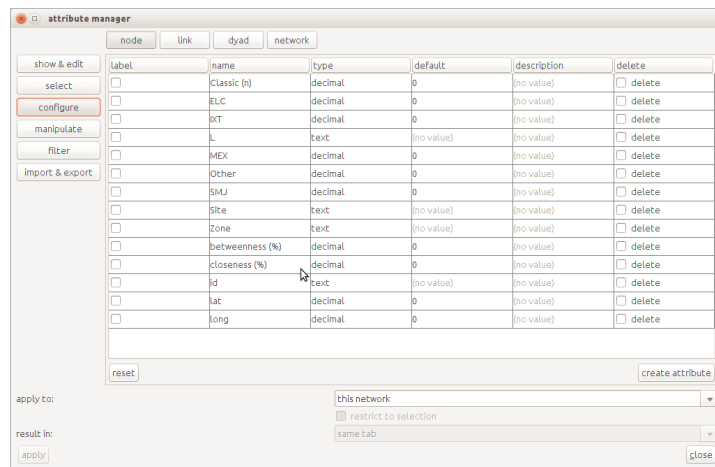 attribute manager
node link dyad network
show & edit
select
configure
manipulate
filter
import & export
label name type default description delete
Classic (n) decimal 0 (no value) delete
ELC decimal 0 (no value) delete
IXT decimal 0 (no value) delete
L text (no value) (no value) delete
MEX decimal 0 (no value) delete
Other decimal 0 (no value) delete
SMJ decimal 0 (no value) delete
Site text (no value) (no value) delete
Zone text (no value) (no value) delete
betweenness (%) decimal 0 (no value) delete
closeness (%) decimal 0 (no value) delete
id text (no value) (no value) delete
lat decimal 0 (no value) delete
long decimal 0 (no value) delete
reset create attribute
apply to: this network
restrict to selection
result in: same tab
apply close